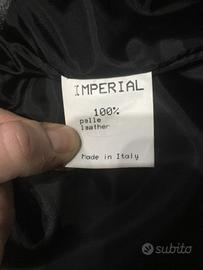 IMPERIAL
100%
pelle
leather
Made in Italy
subito